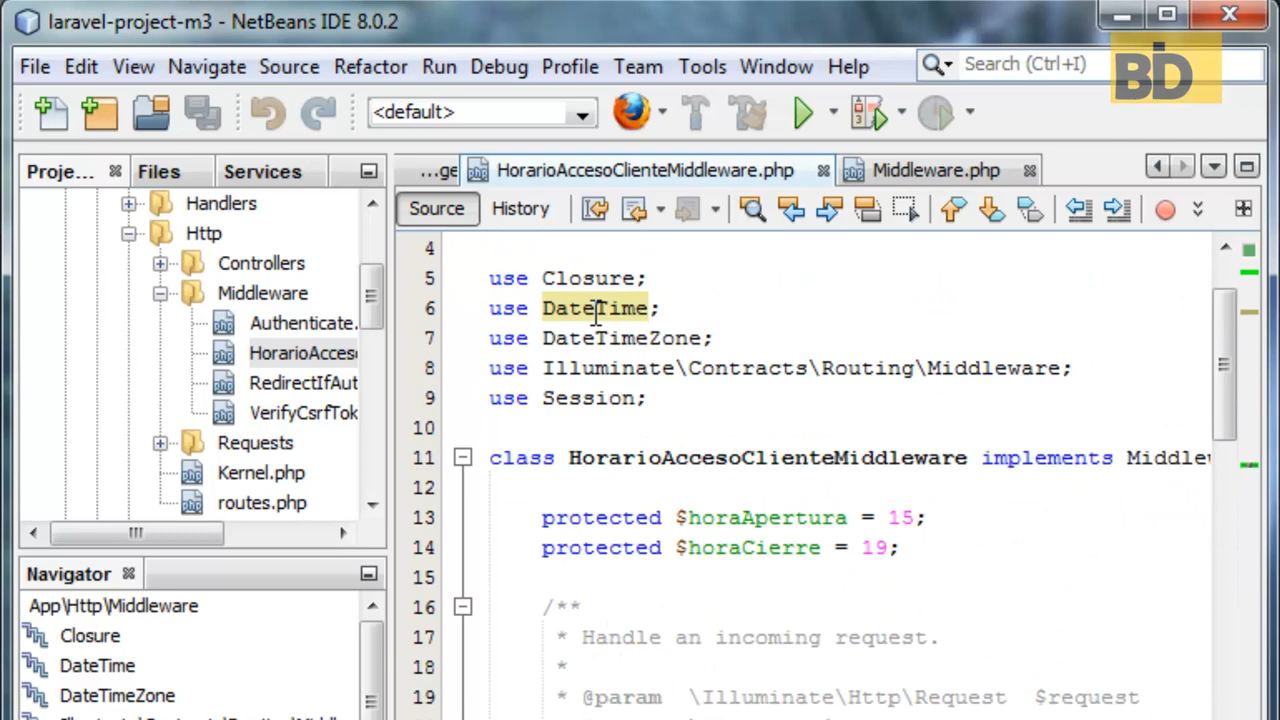 laravel-project-m3 - NetBeans IDE 8.0.2
File Edit View Navigate Source Refactor Run Debug Profile Team Tools Window Help
Search (Ctrl+I)
BD
<default>
Proje... Files Services
...ge HorarioAccesoClienteMiddleware.php Middleware.php
Source History
Handlers
Http
Controllers
Middleware
Authenticate.
HorarioAcces
RedirectIfAut
VerifyCsrfTok
Requests
Kernel.php
routes.php
Navigator
App\Http\Middleware
Closure
DateTime
DateTimeZone
4
5 use Closure;
6 use DateTime;
7 use DateTimeZone;
8 use Illuminate\Contracts\Routing\Middleware;
9 use Session;
10
11 class HorarioAccesoClienteMiddleware implements Middlew
12
13 protected $horaApertura = 15;
14 protected $horaCierre = 19;
15
16 /**
17 * Handle an incoming request.
18 *
19 * @param \Illuminate\Http\Request $request